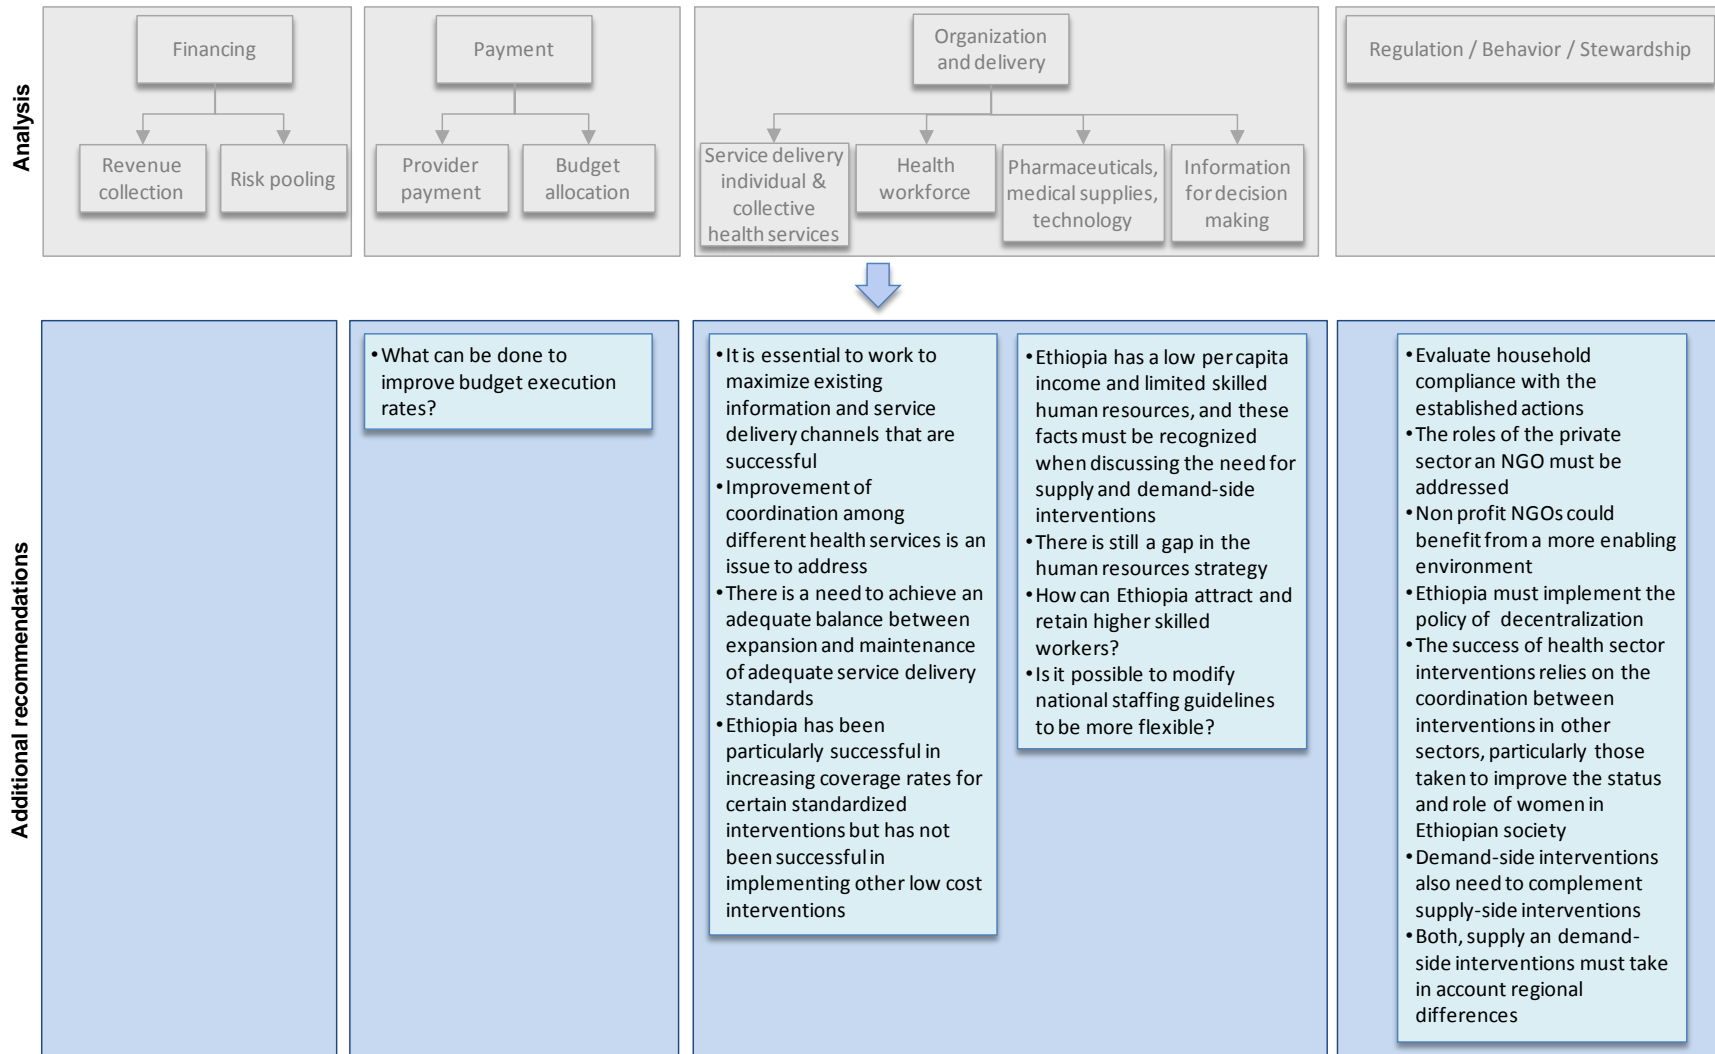 Analysis
Financing
Revenue
collection
Risk pooling
Payment
Provider
payment
Budget
allocation
Organization
and delivery
Service delivery
individual &
collective
health services
Health
workforce
Pharmaceuticals,
medical supplies,
technology
Information
for decision
making
Regulation / Behavior / Stewardship
Additional recommendations
• What can be done to
improve budget execution
rates?
• It is essential to work to
maximize existing
information and service
delivery channels that are
successful
• Improvement of
coordination among
different health services is an
issue to address
• There is a need to achieve an
adequate balance between
expansion and maintenance
of adequate service delivery
standards
• Ethiopia has been
particularly successful in
increasing coverage rates for
certain standardized
interventions but has not
been successful in
implementing other low cost
interventions
• Ethiopia has a low per capita
income and limited skilled
human resources, and these
facts must be recognized
when discussing the need for
supply and demand-side
interventions
• There is still a gap in the
human resources strategy
• How can Ethiopia attract and
retain higher skilled
workers?
• Is it possible to modify
national staffing guidelines
to be more flexible?
• Evaluate household
compliance with the
established actions
• The roles of the private
sector an NGO must be
addressed
• Non profit NGOs could
benefit from a more enabling
environment
• Ethiopia must implement the
policy of decentralization
• The success of health sector
interventions relies on the
coordination between
interventions in other
sectors, particularly those
taken to improve the status
and role of women in
Ethiopian society
• Demand-side interventions
also need to complement
supply-side interventions
• Both, supply an demand-
side interventions must take
in account regional
differences